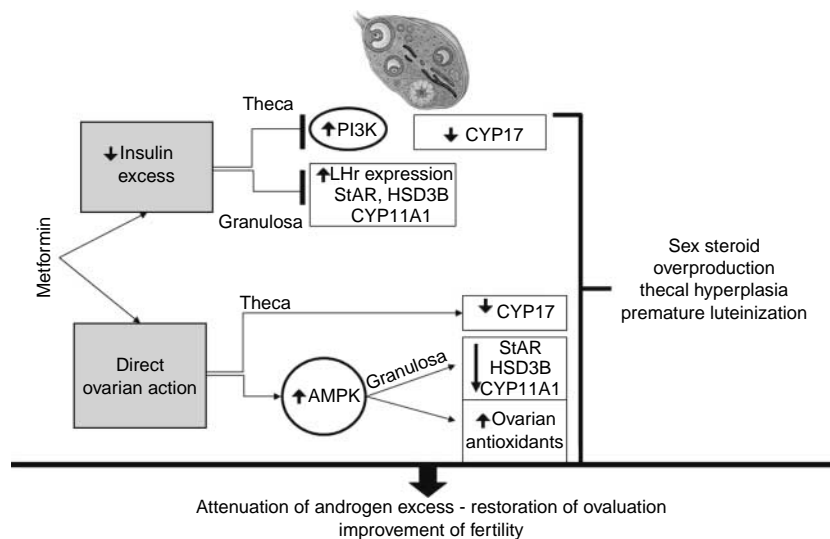 Theca
↑PI3K
↓ CYP17
↓Insulin
excess
↑LHr expression
StAR, HSD3B
CYP11A1
Granulosa
Metformin
Sex steroid
overproduction
thecal hyperplasia
premature luteinization
Theca
↓ CYP17
Direct
ovarian action
↑AMPK
Granulosa
↓ StAR
HSD3B
CYP11A1
↑Ovarian
antioxidants
Attenuation of androgen excess - restoration of ovaluation
improvement of fertility